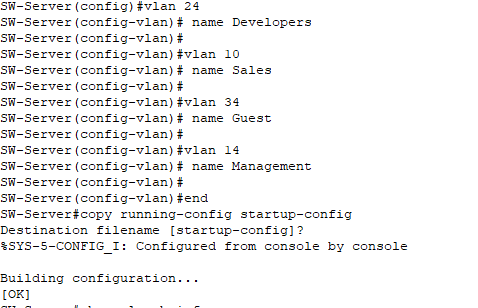 SW-Server(config)#vlan 24
SW-Server(config-vlan)# name Developers
SW-Server(config-vlan)#
SW-Server(config-vlan)#vlan 10
SW-Server(config-vlan)# name Sales
SW-Server(config-vlan)#
SW-Server(config-vlan)#vlan 34
SW-Server(config-vlan)# name Guest
SW-Server(config-vlan)#
SW-Server(config-vlan)#vlan 14
SW-Server(config-vlan)# name Management
SW-Server(config-vlan)#
SW-Server(config-vlan)#end
SW-Server#copy running-config startup-config
Destination filename [startup-config]?
%SYS-5-CONFIG_I: Configured from console by console
Building configuration...
[OK]